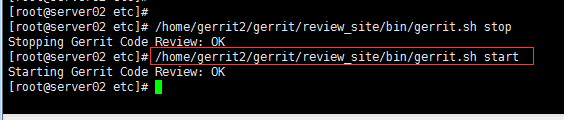 [root@server02 etc]#
[root@server02 etc]# /home/gerrit2/gerrit/review_site/bin/gerrit.sh stop
Stopping Gerrit Code Review: OK
[root@server02 etc]# /home/gerrit2/gerrit/review_site/bin/gerrit.sh start
Starting Gerrit Code Review: OK
[root@server02 etc]#